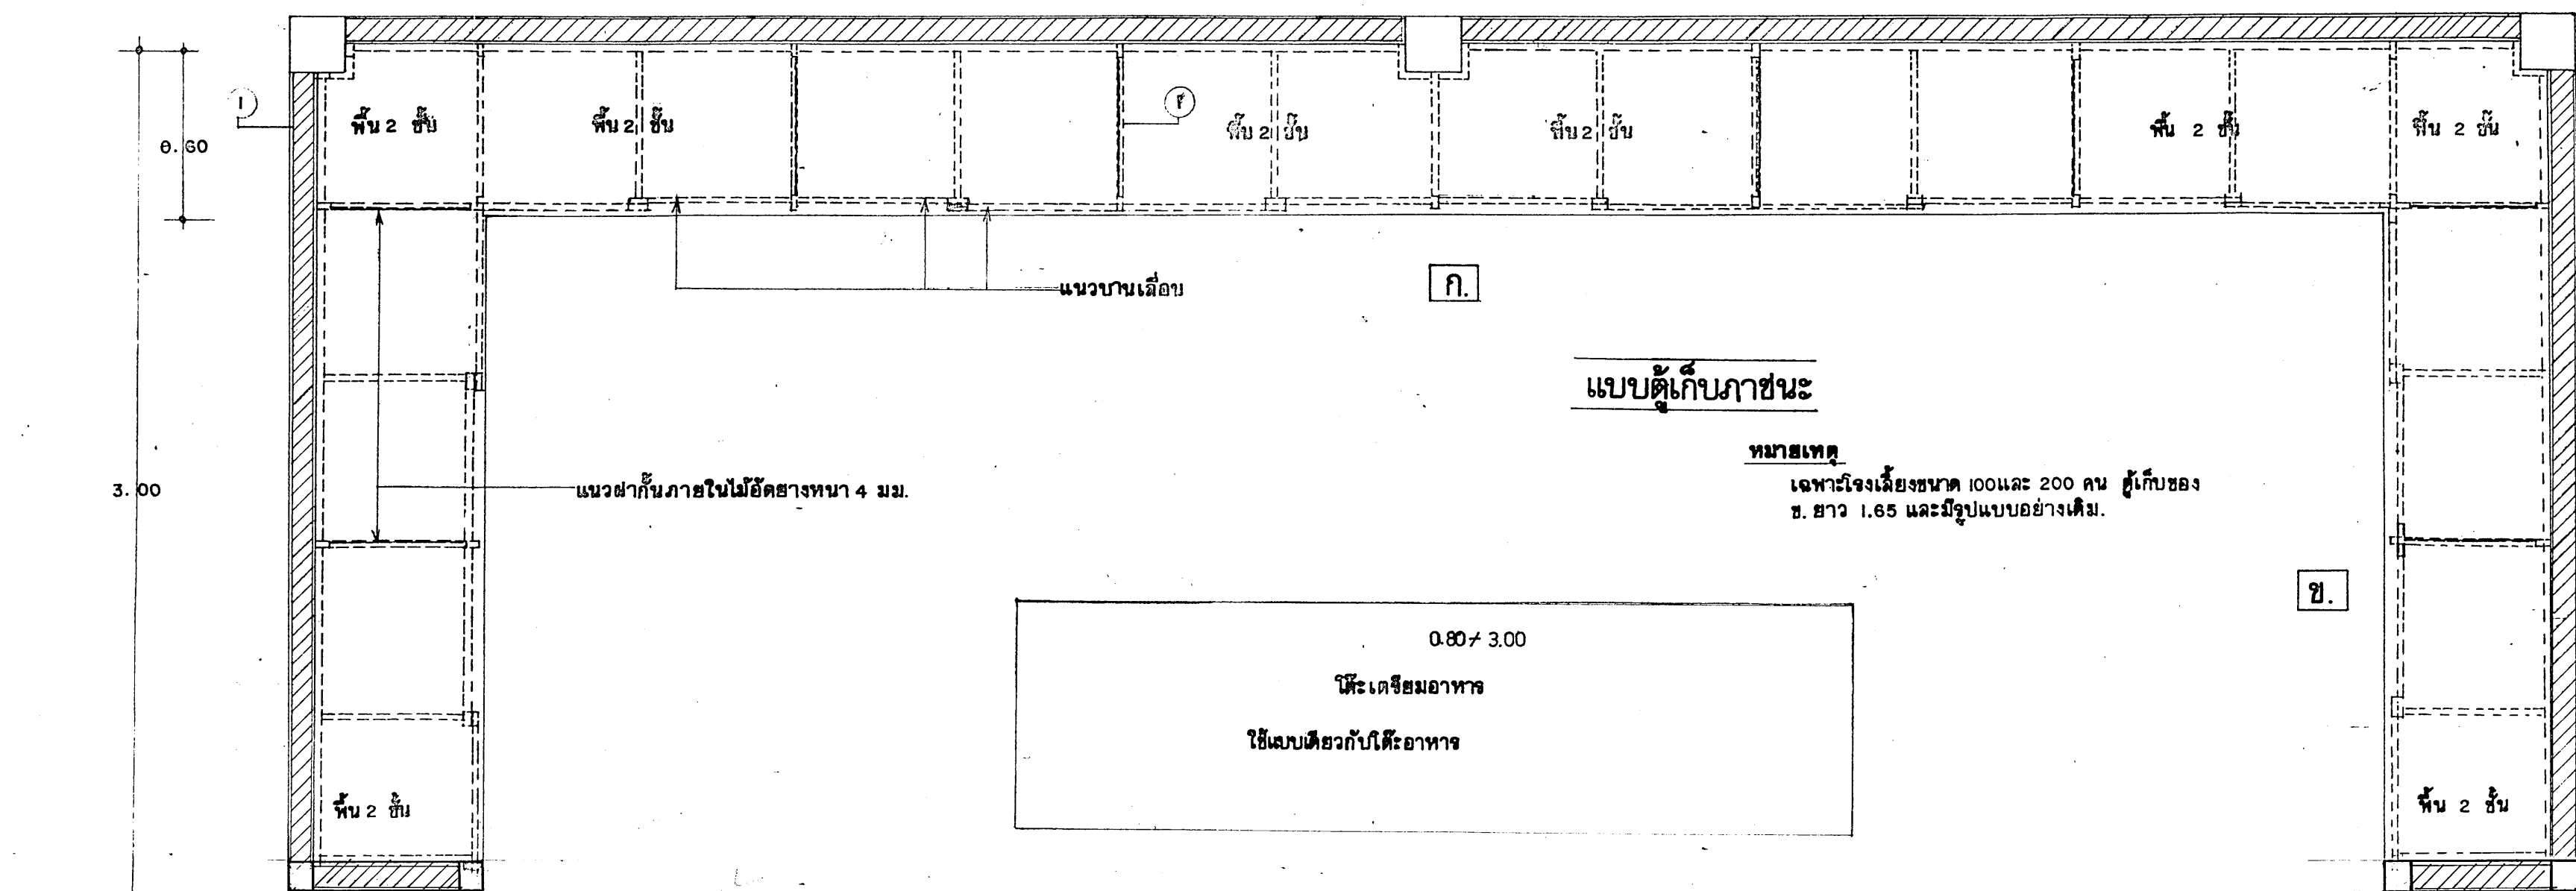 1
0.60
พื้น 2 ชั้น
พื้น 2 ชั้น
พื้น 2 ชั้น
พื้น 2 ชั้น
พื้น 2 ชั้น
พื้น 2 ชั้น
แนวบานเลื่อน
ก.
แบบตู้เก็บภาชนะ
หมายเหตุ
เฉพาะโรงเลี้ยงขนาด 100และ 200 คน ตู้เก็บของ
ข. ยาว 1.65 และมีรูปแบบอย่างเดิม.
3.00
แนวฝากั้นภายในไม้อัดยางหนา 4 มม.
ข.
0.80 × 3.00
โต๊ะเตรียมอาหาร
ใช้แบบเดียวกับโต๊ะอาหาร
พื้น 2 ชั้น
พื้น 2 ชั้น